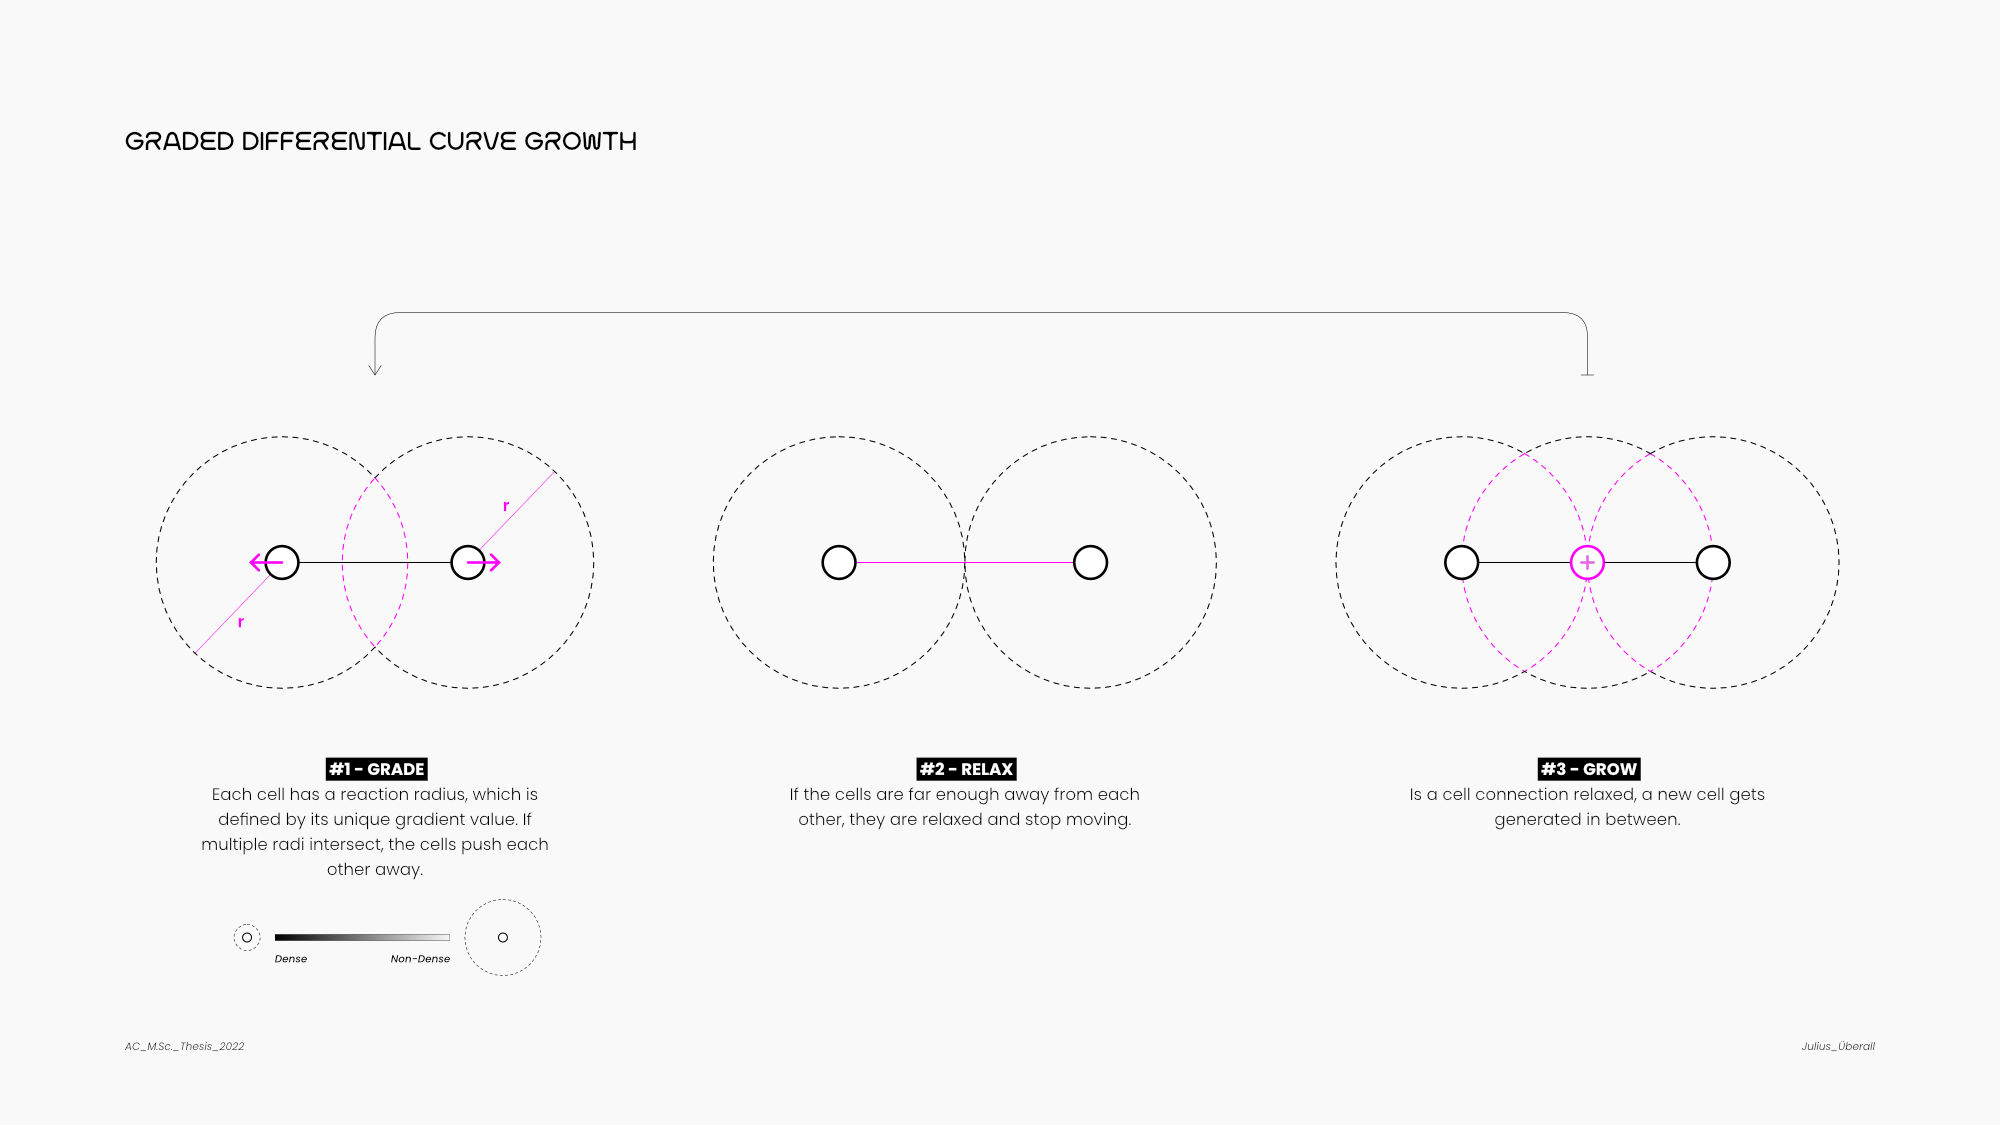 GRADED DIFFERENTIAL CURVE GROWTH
r
r
#1 - GRADE
Each cell has a reaction radius, which is
defined by its unique gradient value. If
multiple radi intersect, the cells push each
other away.
Dense
Non-Dense
#2 - RELAX
If the cells are far enough away from each
other, they are relaxed and stop moving.
+
#3 - GROW
Is a cell connection relaxed, a new cell gets
generated in between.
AC_M.Sc._Thesis_2022
Julius_Überall